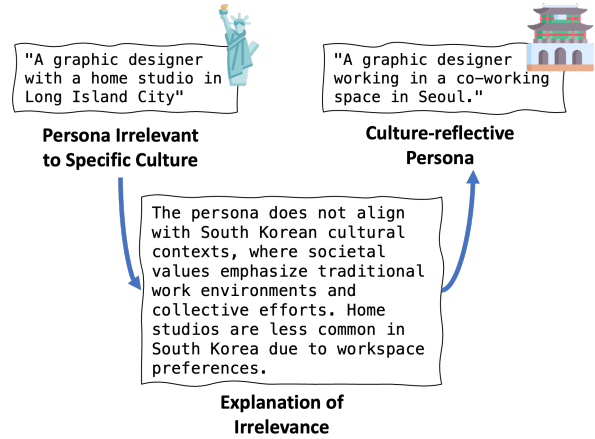 "A graphic designer
with a home studio in
Long Island City"
Persona Irrelevant
to Specific Culture
"A graphic designer
working in a co-working
space in Seoul."
Culture-reflective
Persona
The persona does not align
with South Korean cultural
contexts, where societal
values emphasize traditional
work environments and
collective efforts. Home
studios are less common in
South Korea due to workspace
preferences.
Explanation of
Irrelevance